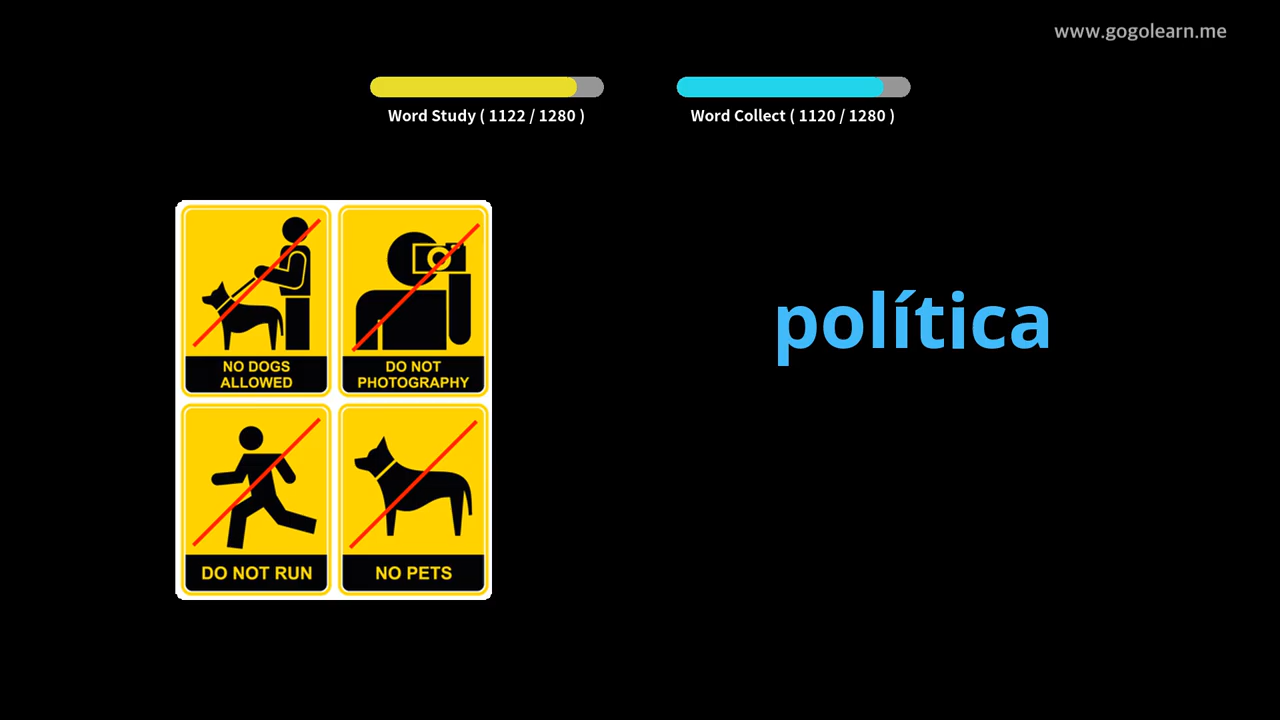 www.gogolearn.me
Word Study ( 1122 / 1280 )
Word Collect ( 1120 / 1280 )
NO DOGS
ALLOWED
DO NOT
PHOTOGRAPHY
DO NOT RUN
NO PETS
política